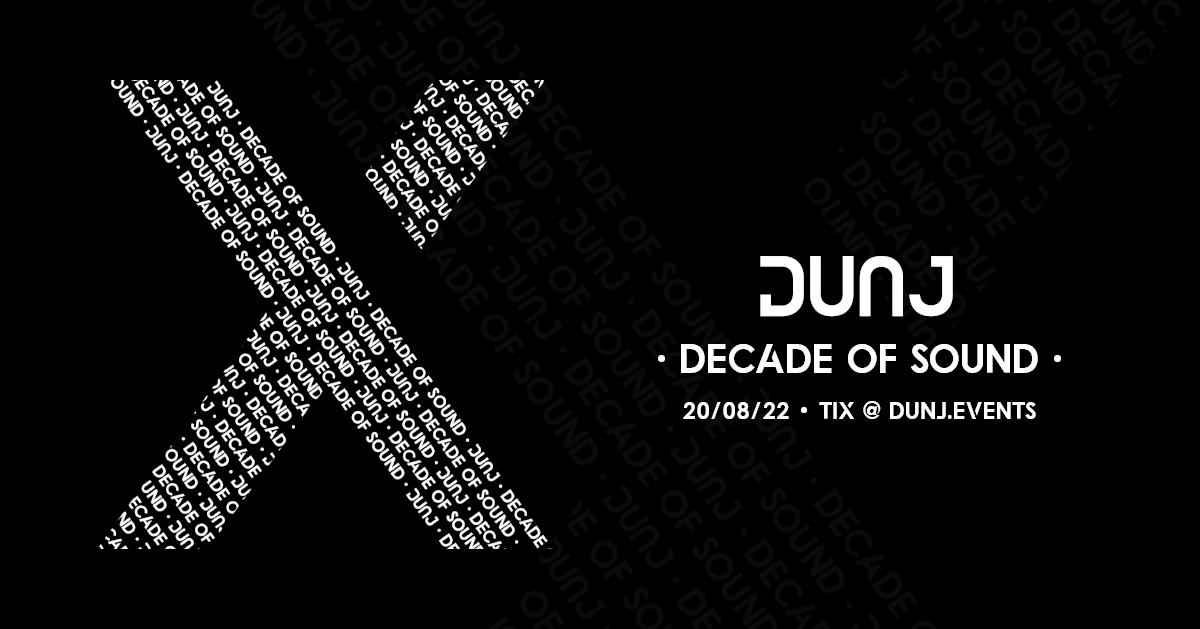 DUNJ
· DECADE OF SOUND ·
20/08/22 · TIX @ DUNJ.EVENTS